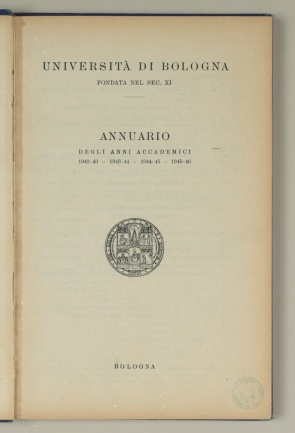 UNIVERSITÀ DI BOLOGNA
FONDATA NEL SEC. XI
ANNUARIO
DEGLI ANNI ACCADEMICI
1942-43 - 1943-44 - 1944-45 - 1945-46
BOLOGNA